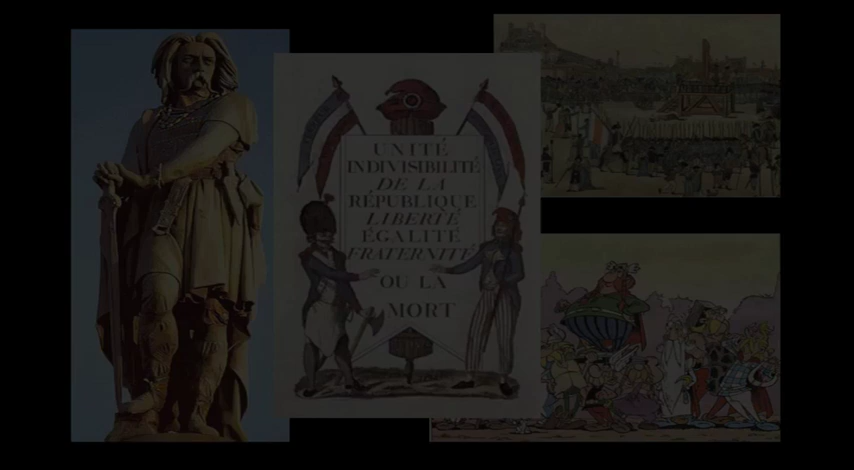 UNITÉ
INDIVISIBILITÉ
DE LA
RÉPUBLIQUE
LIBERTÉ
ÉGALITÉ
FRATERNITÉ
OU LA
MORT